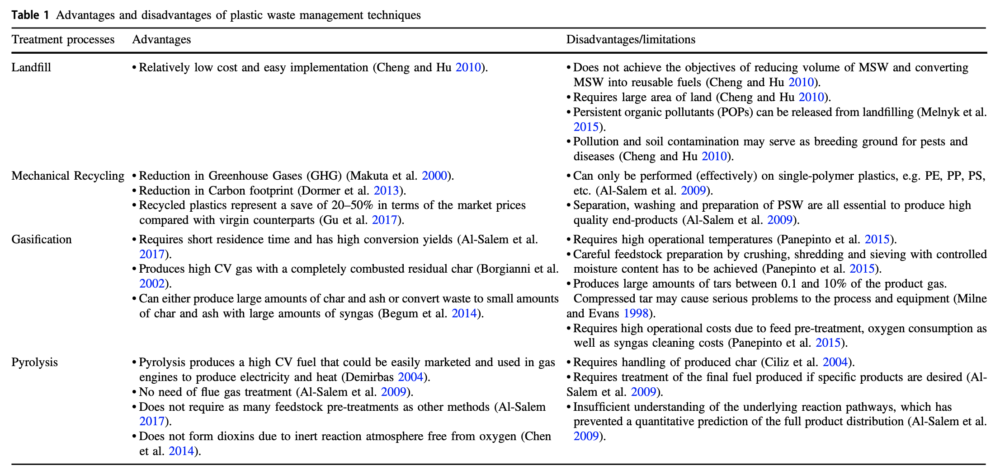 Table 1 Advantages and disadvantages of plastic waste management techniques
Treatment processes Advantages Disadvantages/limitations
Landfill
• Relatively low cost and easy implementation (Cheng and Hu 2010).
• Does not achieve the objectives of reducing volume of MSW and converting
MSW into reusable fuels (Cheng and Hu 2010).
• Requires large area of land (Cheng and Hu 2010).
• Persistent organic pollutants (POPs) can be released from landfilling (Melnyk et al.
2015).
• Pollution and soil contamination may serve as breeding ground for pests and
diseases (Cheng and Hu 2010).
Mechanical Recycling
• Reduction in Greenhouse Gases (GHG) (Makuta et al. 2000).
• Reduction in Carbon footprint (Dormer et al. 2013).
• Recycled plastics represent a save of 20–50% in terms of the market prices
compared with virgin counterparts (Gu et al. 2017).
• Can only be performed (effectively) on single-polymer plastics, e.g. PE, PP, PS,
etc. (Al-Salem et al. 2009).
• Separation, washing and preparation of PSW are all essential to produce high
quality end-products (Al-Salem et al. 2009).
Gasification
• Requires short residence time and has high conversion yields (Al-Salem et al.
2017).
• Produces high CV gas with a completely combusted residual char (Borgianni et al.
2002).
• Can either produce large amounts of char and ash or convert waste to small amounts
of char and ash with large amounts of syngas (Begum et al. 2014).
• Requires high operational temperatures (Panepinto et al. 2015).
• Careful feedstock preparation by crushing, shredding and sieving with controlled
moisture content has to be achieved (Panepinto et al. 2015).
• Produces large amounts of tars between 0.1 and 10% of the product gas.
Compressed tar may cause serious problems to the process and equipment (Milne
and Evans 1998).
• Requires high operational costs due to feed pre-treatment, oxygen consumption as
well as syngas cleaning costs (Panepinto et al. 2015).
Pyrolysis
• Pyrolysis produces a high CV fuel that could be easily marketed and used in gas
engines to produce electricity and heat (Demirbas 2004).
• No need of flue gas treatment (Al-Salem et al. 2009).
• Does not require as many feedstock pre-treatments as other methods (Al-Salem
2017).
• Does not form dioxins due to inert reaction atmosphere free from oxygen (Chen
et al. 2014).
• Requires handling of produced char (Ciliz et al. 2004).
• Requires treatment of the final fuel produced if specific products are desired (Al-
Salem et al. 2009).
• Insufficient understanding of the underlying reaction pathways, which has
prevented a quantitative prediction of the full product distribution (Al-Salem et al.
2009).